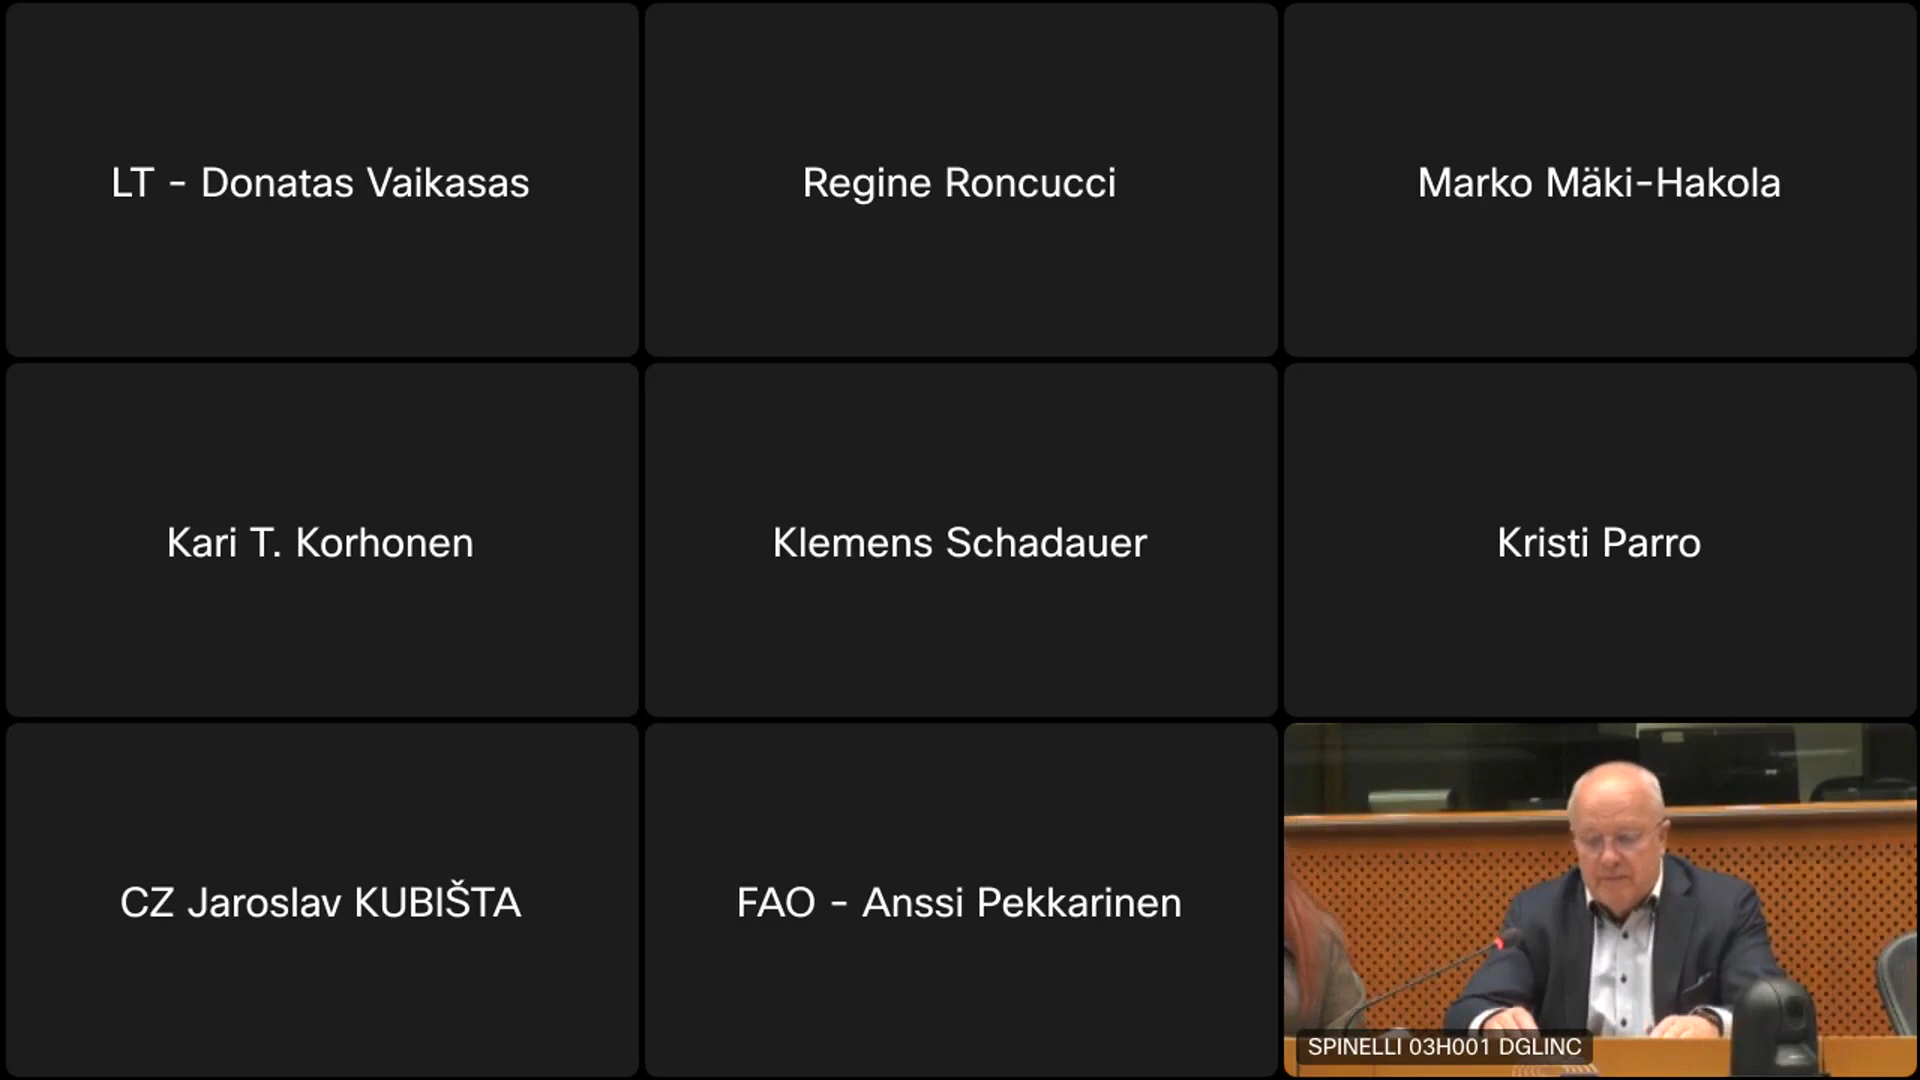 LT - Donatas Vaikasas
Regine Roncucci
Marko Mäki-Hakola
Kari T. Korhonen
Klemens Schadauer
Kristi Parro
CZ Jaroslav KUBIŠTA
FAO - Anssi Pekkarinen
SPINELLI 03H001 DGLINC